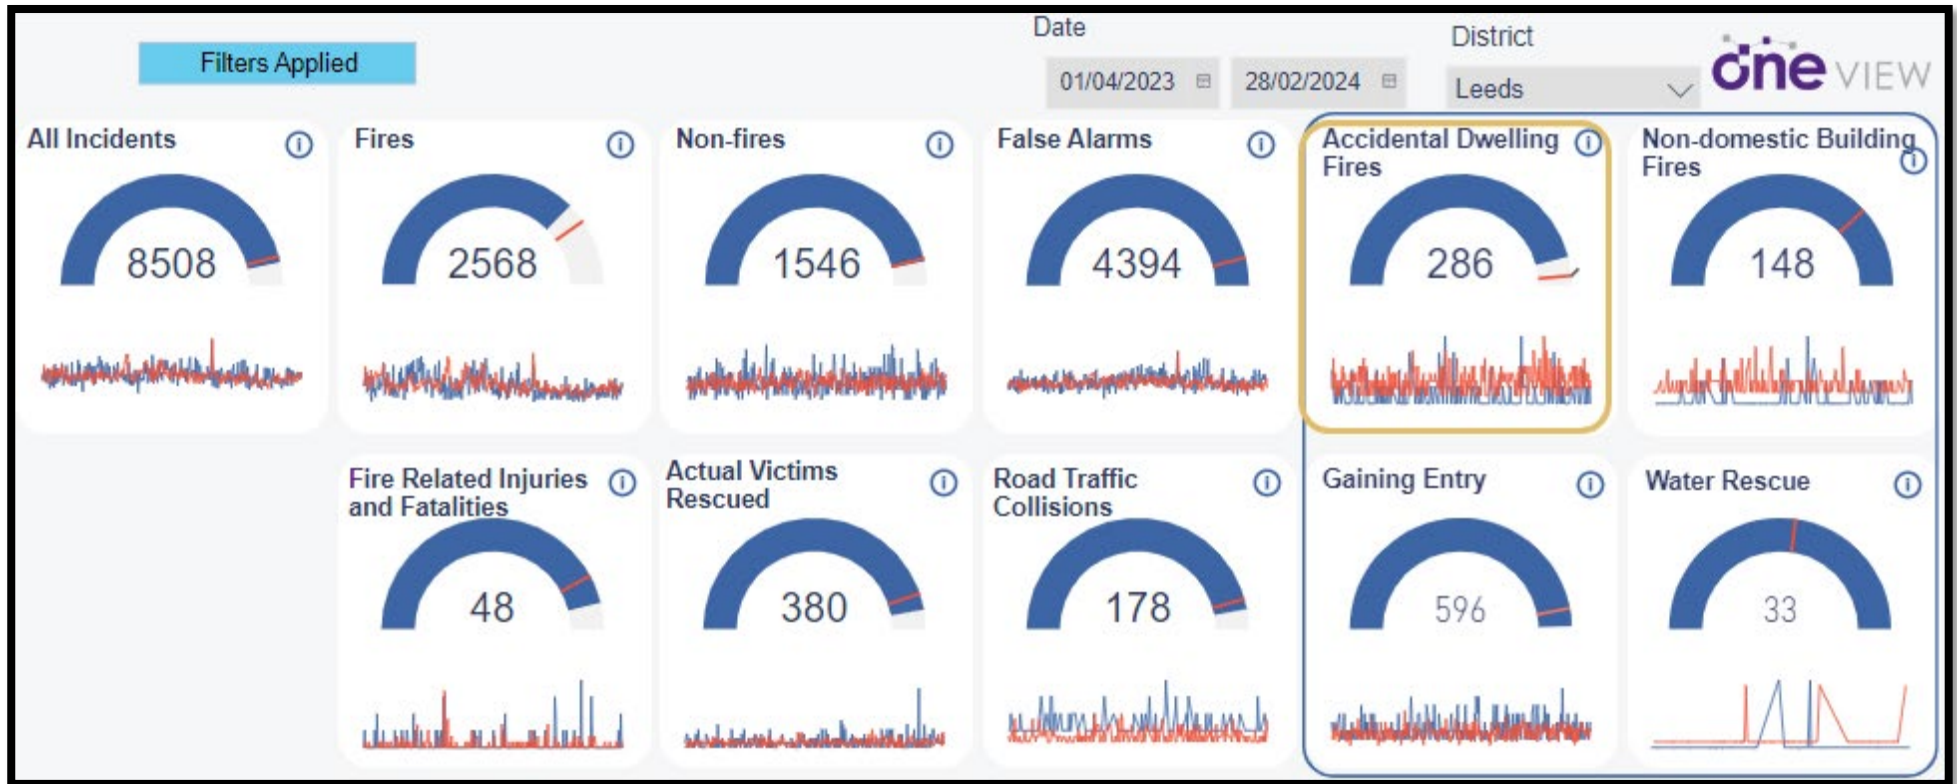 Filters Applied
Date
01/04/2023
28/02/2024
District
Leeds
one VIEW
All Incidents
8508
Fires
2568
Non-fires
1546
False Alarms
4394
Accidental Dwelling
Fires
286
Non-domestic Building
Fires
148
Fire Related Injuries
and Fatalities
48
Actual Victims
Rescued
380
Road Traffic
Collisions
178
Gaining Entry
596
Water Rescue
33